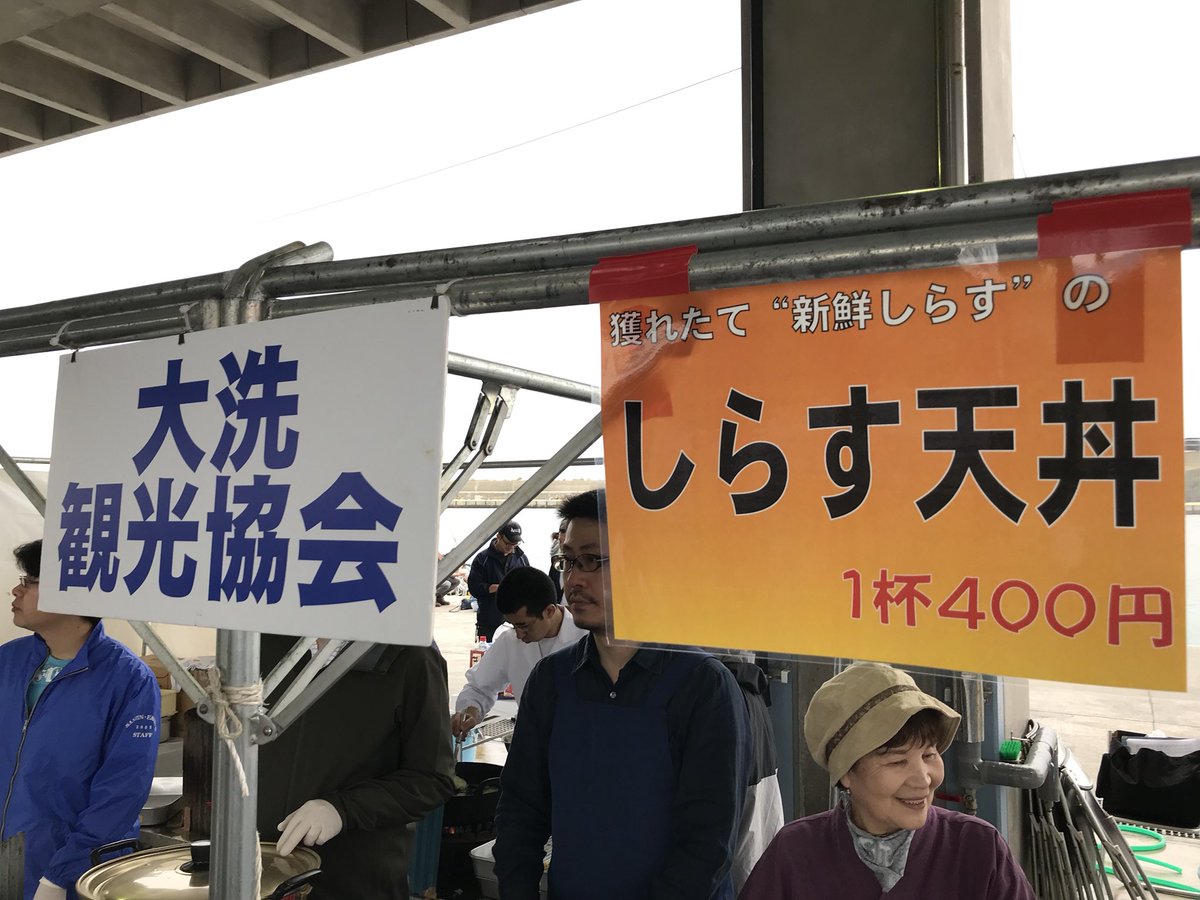 大洗
観光協会
獲れたて “新鮮しらす” の
しらす天丼
1杯400円
STAFF